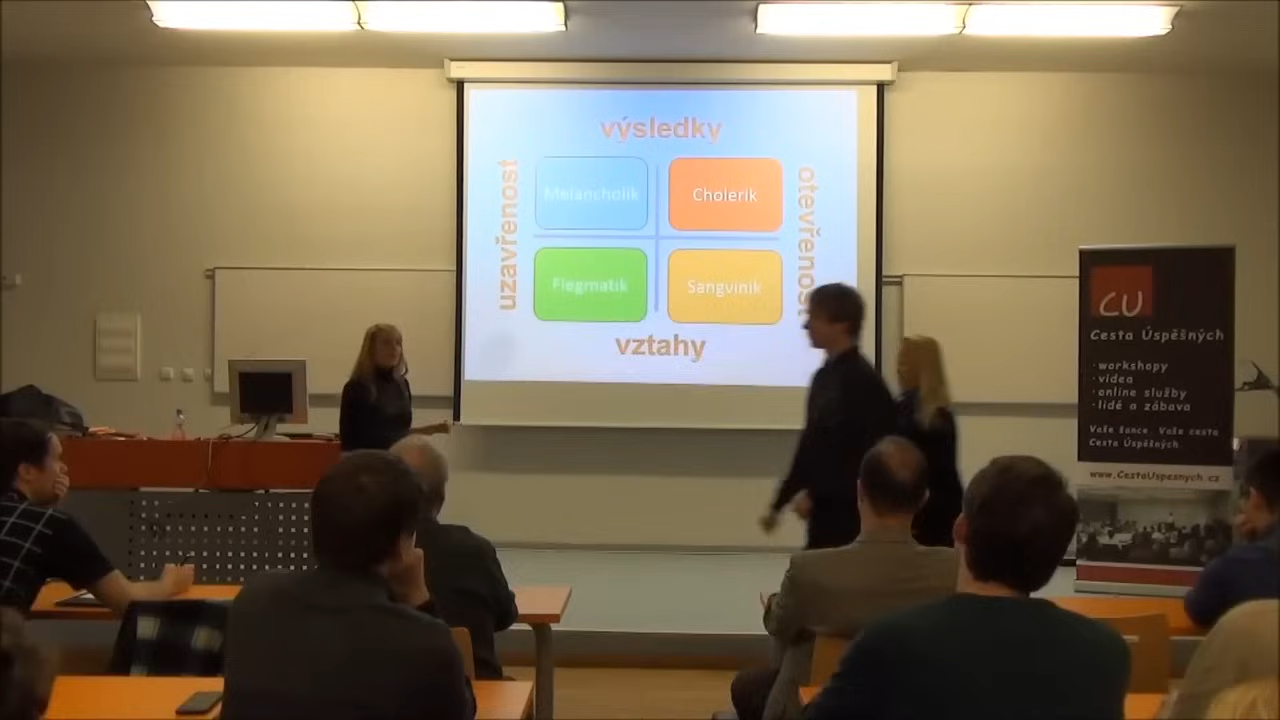 výsledky
uzavřenost
Melancholik
Cholerik
otevřenost
Flegmatik
Sangvinik
vztahy
CU
Cesta Úspěšných
· workshopy
· videa
· online služby
· lidé a zábava
Vaše šance. Vaše cesta
Cesta Úspěšných
www.CestaUspesnych.cz